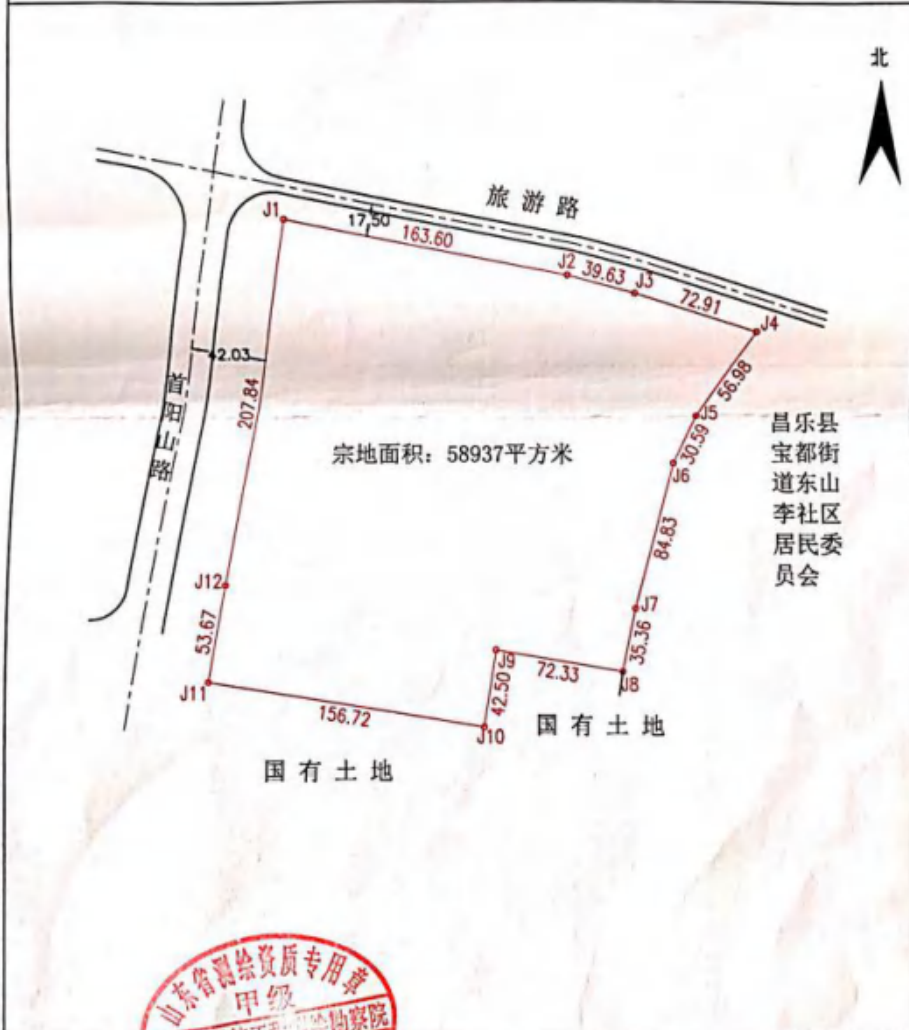 北
旅游路
J1
17.50
163.60
J2
39.63
J3
72.91
J4
42.03
207.84
56.98
首阳山路
J5
昌乐县
宝都街
道东山
李社区
居民委
员会
宗地面积：58937平方米
30.59
J6
84.83
J12
J7
53.67
35.36
J9
72.33
J8
J11
42.50
156.72
J10
国有土地
国有土地
山东省测绘资质专用章
甲级
勘察院